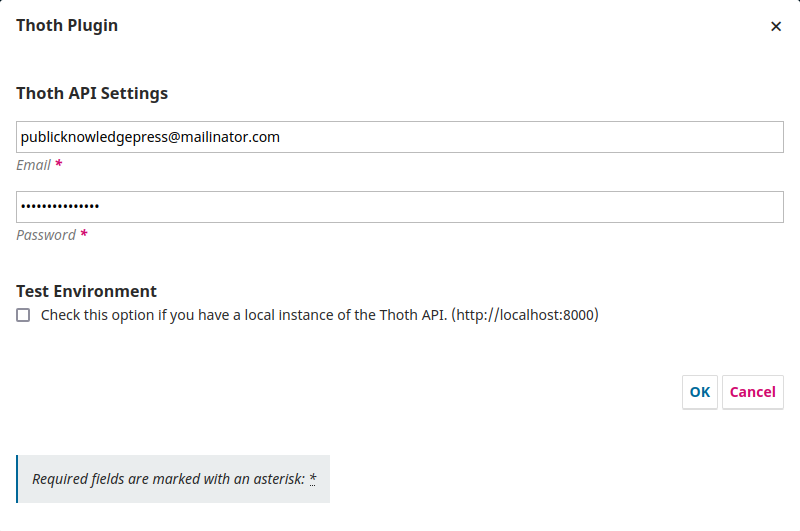 Thoth Plugin
×
Thoth API Settings
publicknowledgepress@mailinator.com
Email *
•••••••••••••••
Password *
Test Environment
Check this option if you have a local instance of the Thoth API. (http://localhost:8000)
OK Cancel
Required fields are marked with an asterisk: *